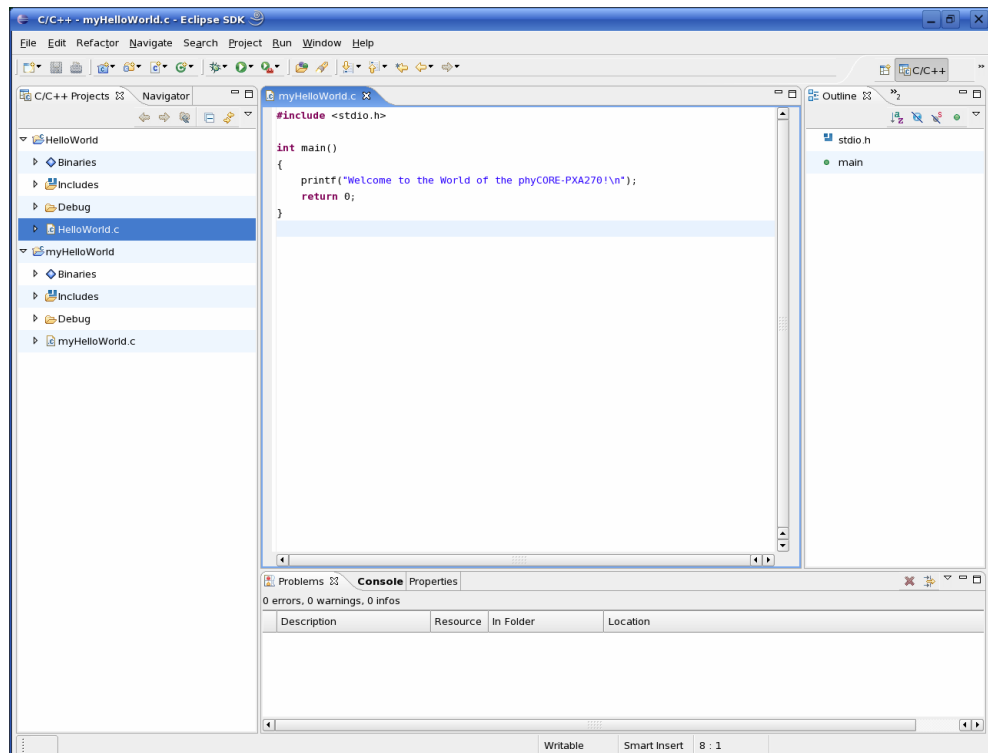 C/C++ - myHelloWorld.c - Eclipse SDK
File Edit Refactor Navigate Search Project Run Window Help
C/C++ »
C/C++ Projects Navigator
HelloWorld
Binaries
Includes
Debug
HelloWorld.c
myHelloWorld
Binaries
Includes
Debug
myHelloWorld.c
myHelloWorld.c
#include <stdio.h>
int main()
{
printf("Welcome to the World of the phyCORE-PXA270!\n");
return 0;
}
Outline »2
stdio.h
main
Problems Console Properties
0 errors, 0 warnings, 0 infos
Description Resource In Folder Location
Writable Smart Insert 8 : 1